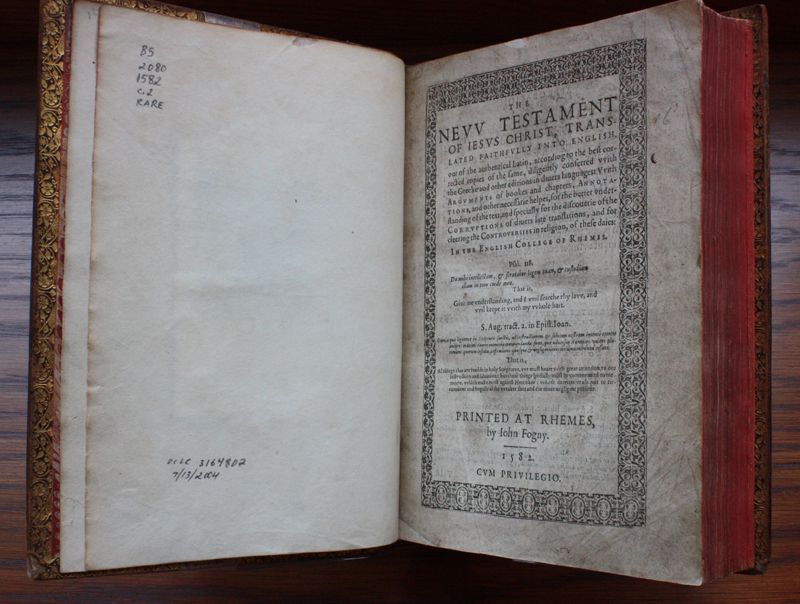 BS
2080
1582
c.2
RARE
OCLC 3164802
7/13/2004
THE
NEVV TESTAMENT
OF IESVS CHRIST, TRANS-
LATED FAITHFVLLY INTO ENGLISH,
out of the authentical Latin, according to the best cor-
rected copies of the same, diligently conferred vvith
the Greeke and other editions in diuers languages: Vvith
ARGVMENTS of bookes and chapters, ANNOTA-
TIONS, and other necessarie helpes, for the better vnder-
standing of the text, and specially for the discouerie of the
CORRVPTIONS of diuers late translations, and for
cleering the CONTROVERSIES in religion, of these daies:
IN THE ENGLISH COLLEGE OF RHEMES.
Psal. 118.
Da mihi intellectum, & scrutabor legem tuam, & custodiam
illam in toto corde meo.
That is,
Giue me vnderstanding, and I vvil searche thy lavv, and
vvil keepe it vvith my vvhole hart.
S. Aug. tract. 2. in Epist. Ioan.
That is,
PRINTED AT RHEMES,
by Iohn Fogny.
1582.
CVM PRIVILEGIO.